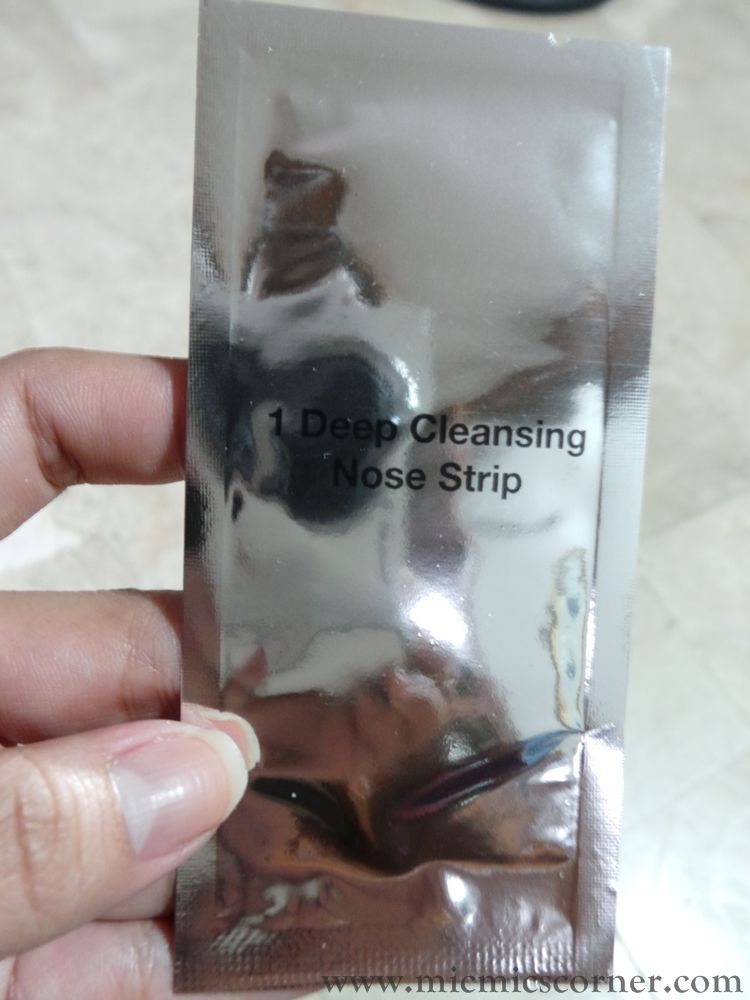 1 Deep Cleansing
Nose Strip
www.micmicscorner.com